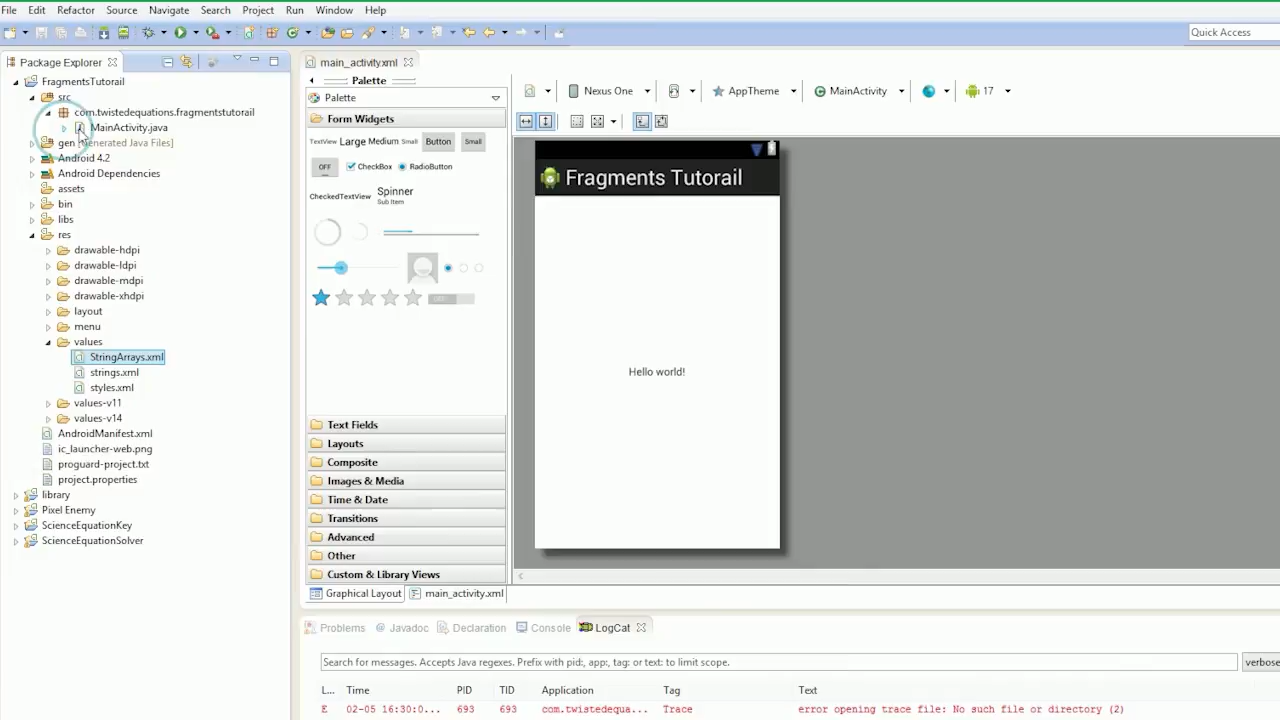 File Edit Refactor Source Navigate Search Project Run Window Help
Quick Access
Package Explorer
FragmentsTutorail
src
com.twistedequations.fragmentstutorail
MainActivity.java
gen [Generated Java Files]
Android 4.2
Android Dependencies
assets
bin
libs
res
drawable-hdpi
drawable-ldpi
drawable-mdpi
drawable-xhdpi
layout
menu
values
StringArrays.xml
strings.xml
styles.xml
values-v11
values-v14
AndroidManifest.xml
ic_launcher-web.png
proguard-project.txt
project.properties
library
Pixel Enemy
ScienceEquationKey
ScienceEquationSolver
main_activity.xml
Palette
Palette
Form Widgets
TextView Large Medium Small Button Small
OFF CheckBox RadioButton
CheckedTextView Spinner
Sub Item
OFF
Text Fields
Layouts
Composite
Images & Media
Time & Date
Transitions
Advanced
Other
Custom & Library Views
Graphical Layout main_activity.xml
Nexus One AppTheme MainActivity 17
Fragments Tutorail
Hello world!
Problems Javadoc Declaration Console LogCat
Search for messages. Accepts Java regexes. Prefix with pid:, app:, tag: or text: to limit scope.
verbose
L... Time PID TID Application Tag Text
E 02-05 16:30:0... 693 693 com.twistedequa... Trace error opening trace file: No such file or directory (2)